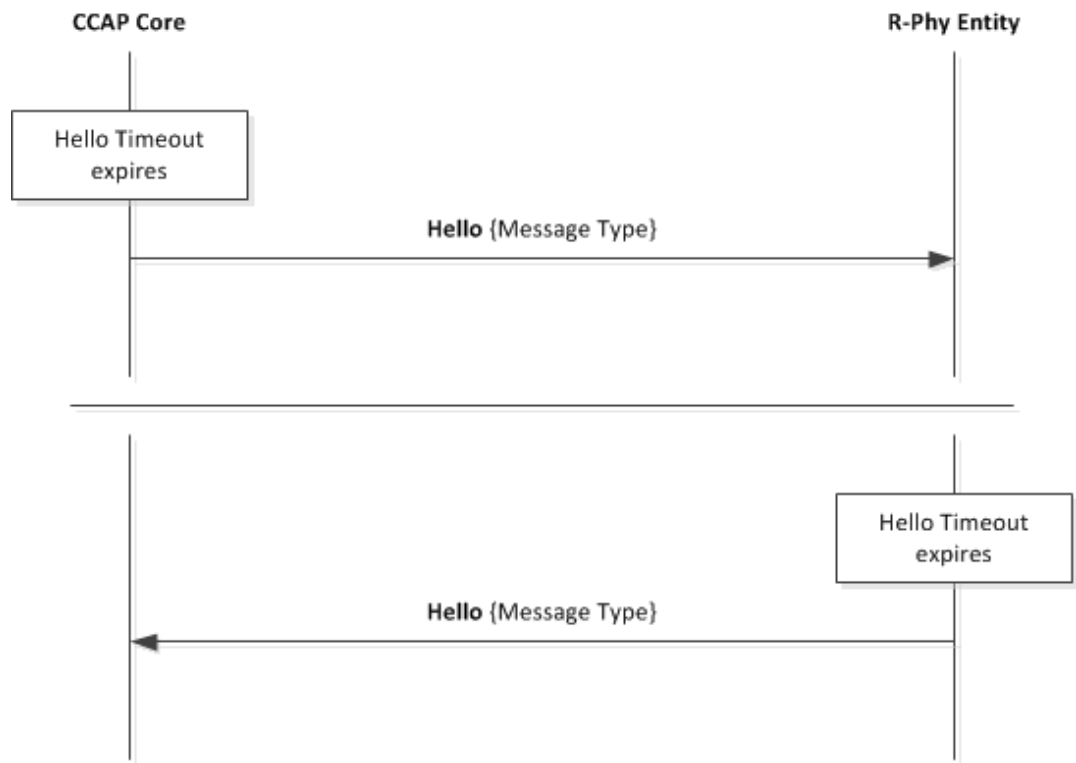 CCAP Core
R-Phy Entity
Hello Timeout
expires
Hello {Message Type}
Hello Timeout
expires
Hello {Message Type}